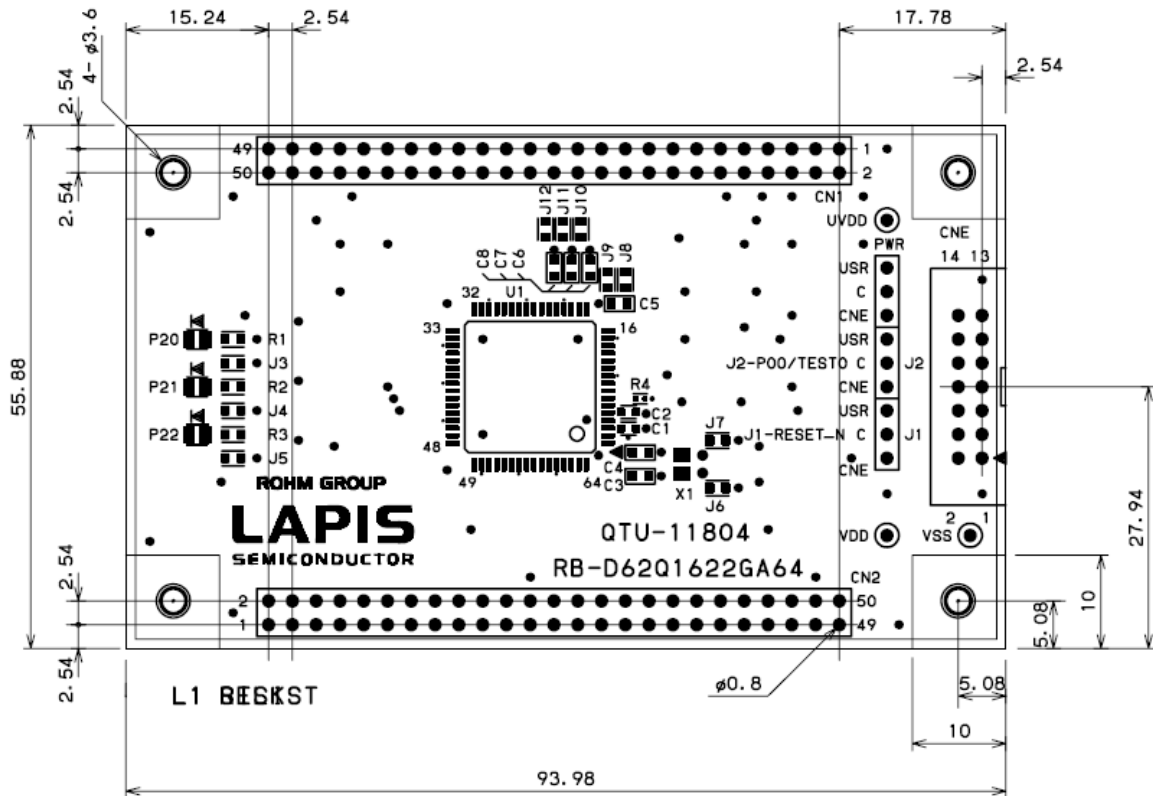 15.24
2.54
17.78
2.54
4-ø3.6
2.54
2.54
55.88
49
50
1
2
CN1
J12
J11
J10
UVDD
CNE
PWR
14 13
C8
C7
C6
J9
J8
USR
C
CNE
U1
C5
32
33
16
P20
R1
USR
J3
J2-P00/TEST0 C
J2
P21
R2
CNE
R4
J4
C2
USR
P22
R3
C1
J7
J1-RESET_N C
J1
48
J5
C4
CNE
49
64
C3
X1
J6
ROHM GROUP
LAPIS
SEMICONDUCTOR
QTU-11804
VDD
VSS
2
1
RB-D62Q1622GA64
CN2
27.94
2.54
2
1
50
49
10
5.08
2.54
ø0.8
5.08
L1
10
93.98